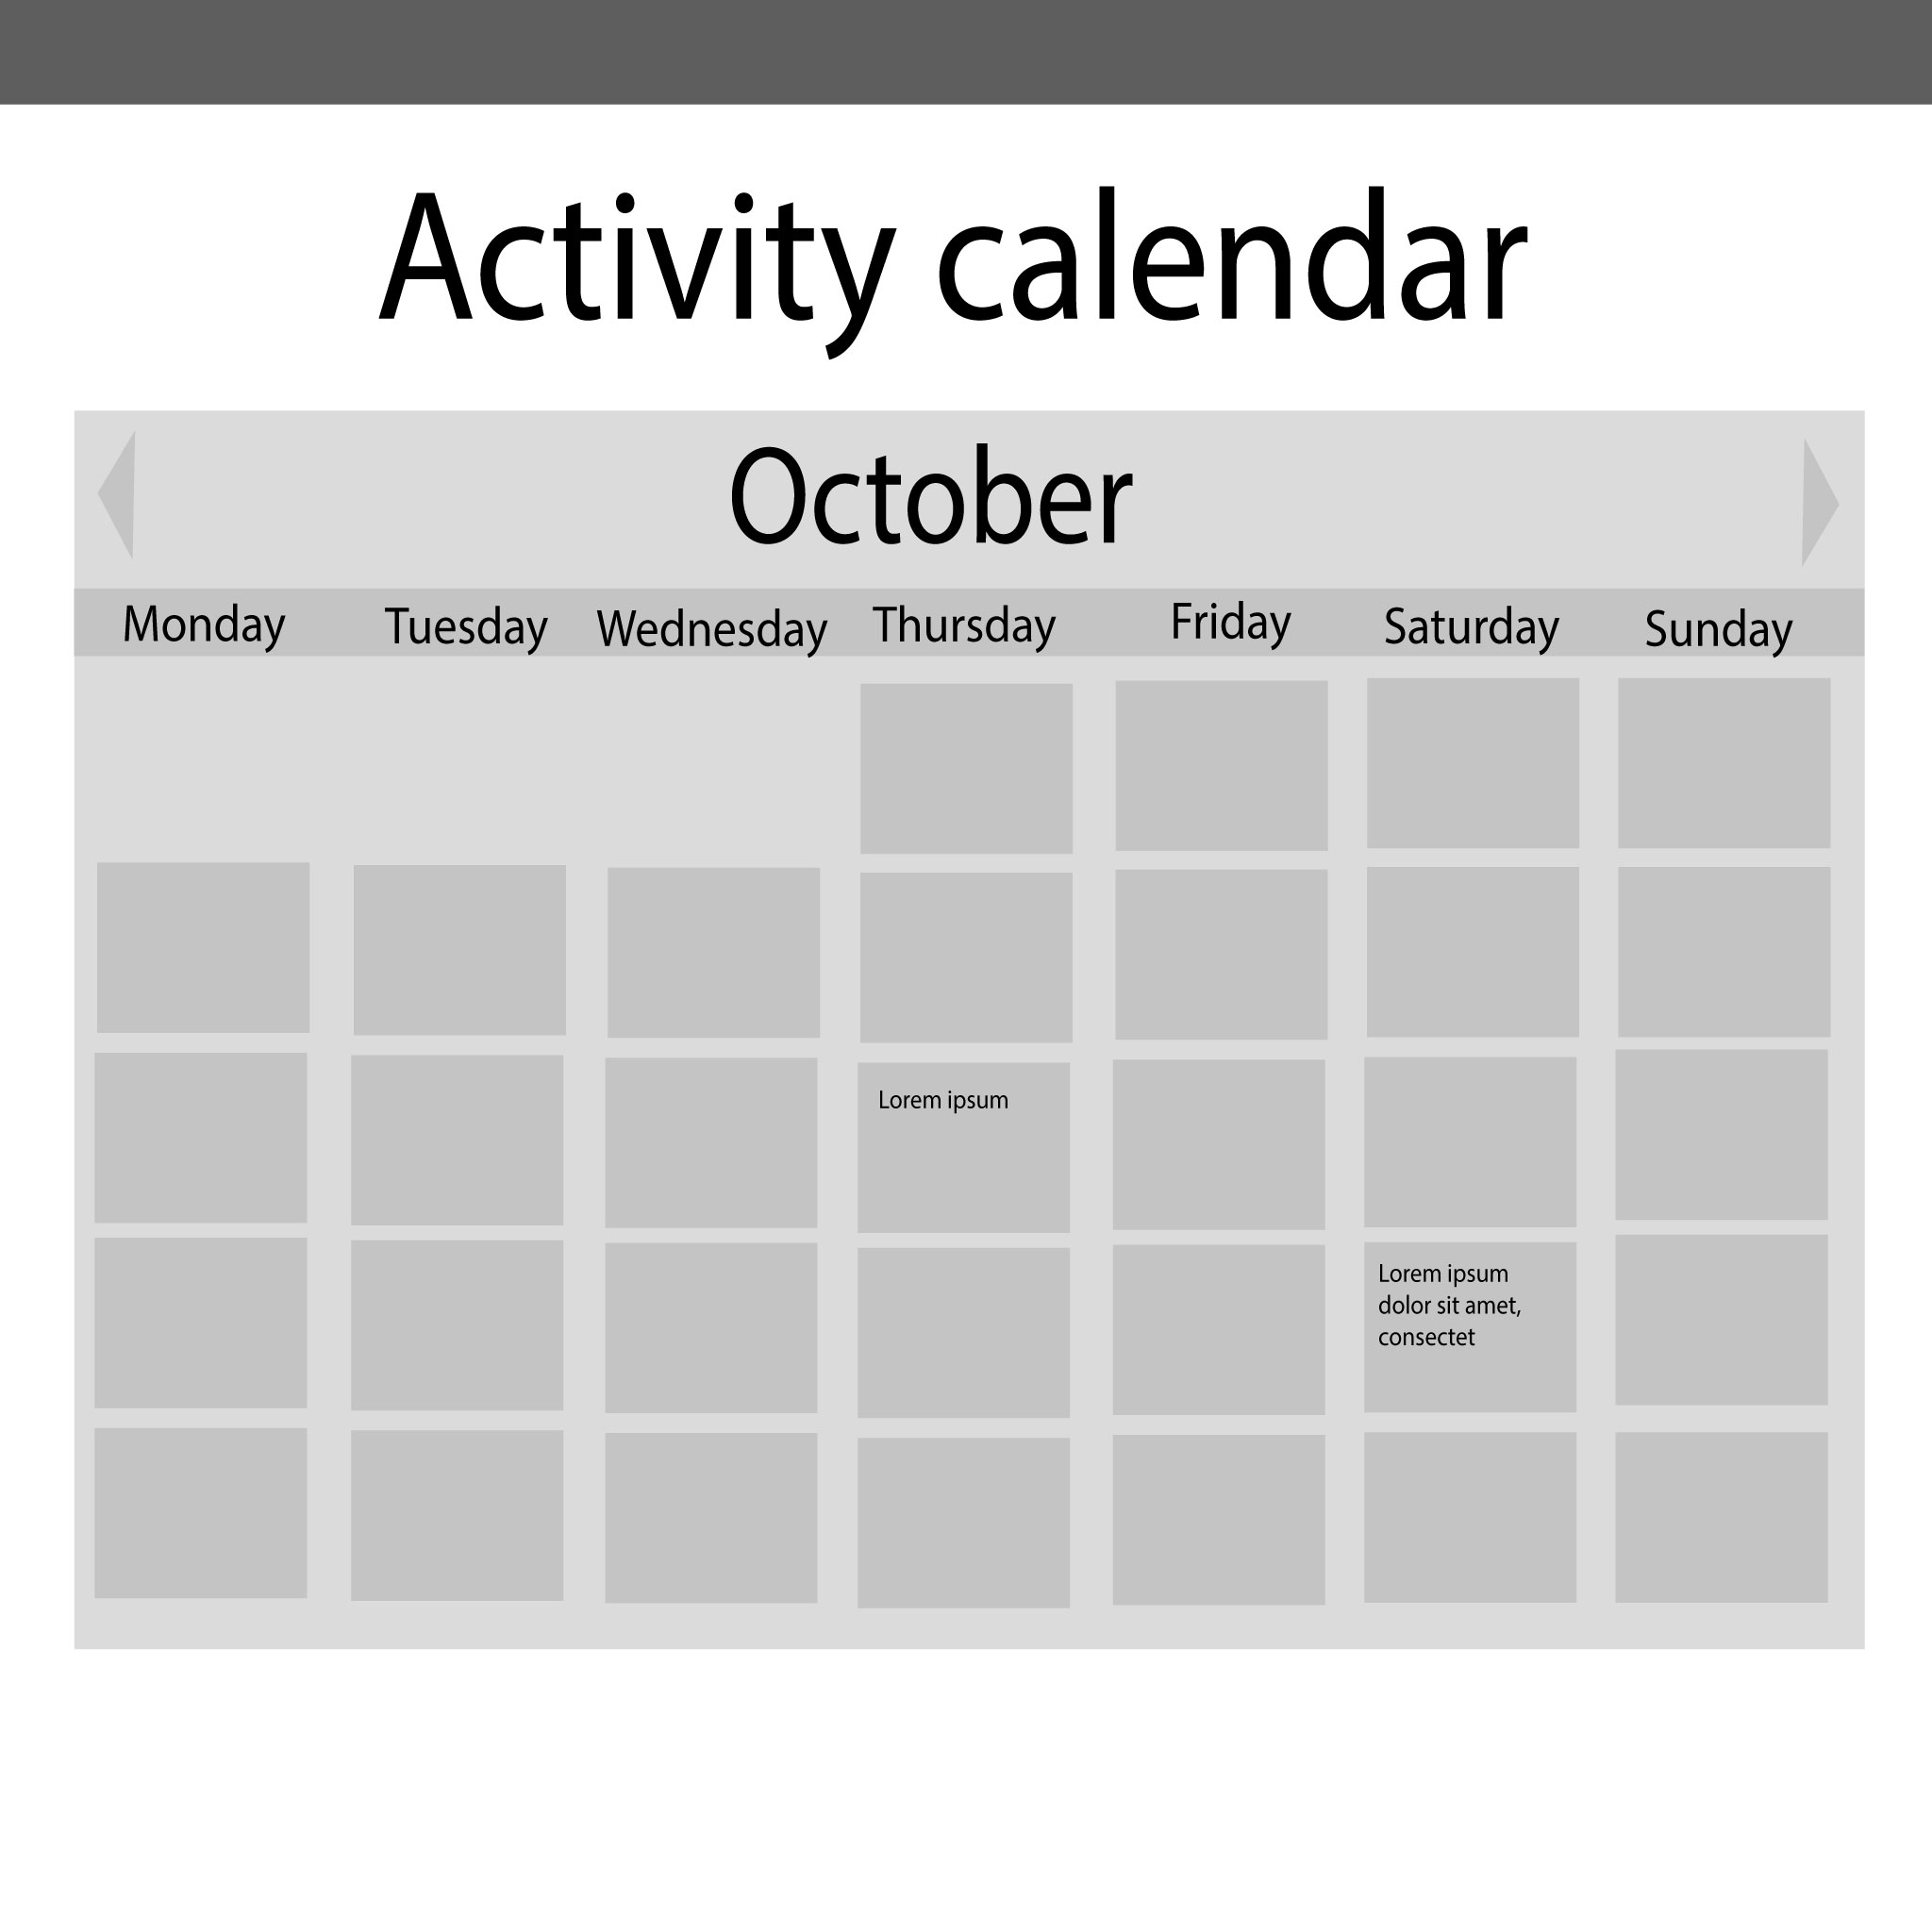 Activity calendar
October
Monday Tuesday Wednesday Thursday Friday Saturday Sunday
Lorem ipsum
Lorem ipsum
dolor sit amet,
consectet